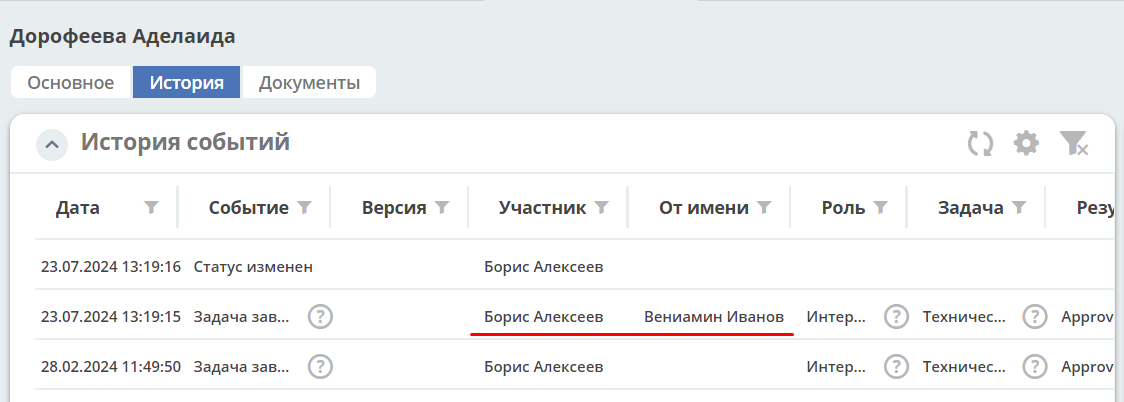 Дорофеева Аделаида
Основное История Документы
История событий
Дата Событие Версия Участник От имени Роль Задача Резу
23.07.2024 13:19:16 Статус изменен Борис Алексеев
23.07.2024 13:19:15 Задача зав... ? Борис Алексеев Вениамин Иванов Интер... ? Техничес... ? Approv
28.02.2024 11:49:50 Задача зав... ? Борис Алексеев Интер... ? Техничес... ? Approv